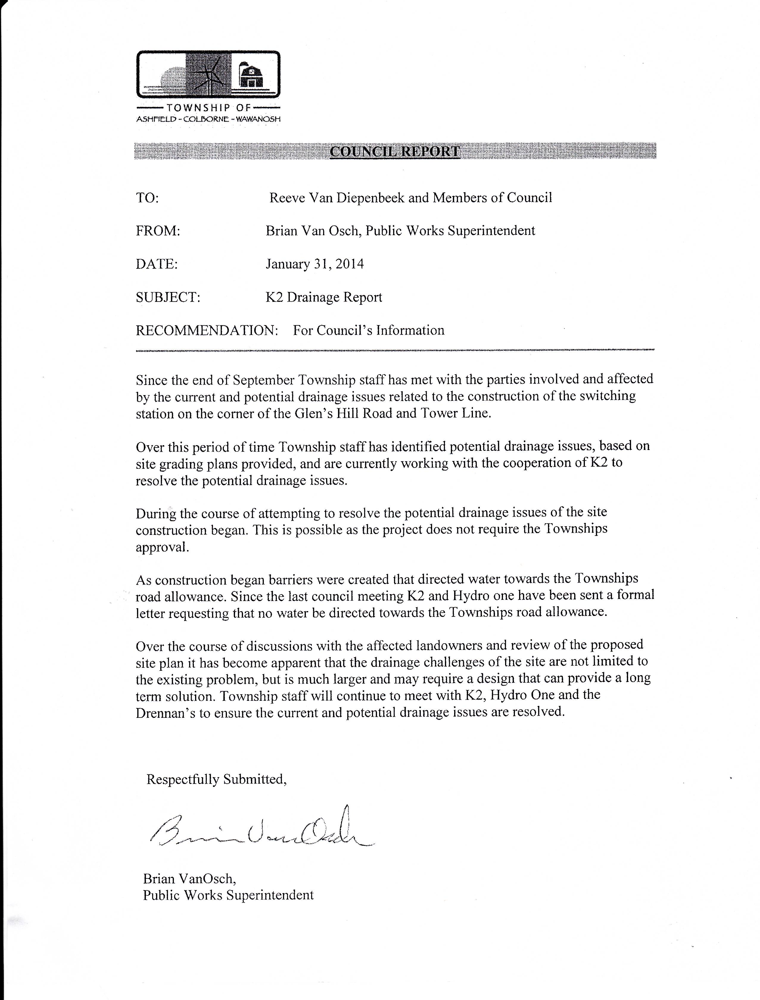 TOWNSHIP OF
ASHFIELD - COLBORNE - WAWANOSH
COUNCIL REPORT
TO: Reeve Van Diepenbeek and Members of Council
FROM: Brian Van Osch, Public Works Superintendent
DATE: January 31, 2014
SUBJECT: K2 Drainage Report
RECOMMENDATION: For Council's Information
Since the end of September Township staff has met with the parties involved and affected
by the current and potential drainage issues related to the construction of the switching
station on the corner of the Glen's Hill Road and Tower Line.
Over this period of time Township staff has identified potential drainage issues, based on
site grading plans provided, and are currently working with the cooperation of K2 to
resolve the potential drainage issues.
During the course of attempting to resolve the potential drainage issues of the site
construction began. This is possible as the project does not require the Townships
approval.
As construction began barriers were created that directed water towards the Townships
road allowance. Since the last council meeting K2 and Hydro one have been sent a formal
letter requesting that no water be directed towards the Townships road allowance.
Over the course of discussions with the affected landowners and review of the proposed
site plan it has become apparent that the drainage challenges of the site are not limited to
the existing problem, but is much larger and may require a design that can provide a long
term solution. Township staff will continue to meet with K2, Hydro One and the
Drennan's to ensure the current and potential drainage issues are resolved.
Respectfully Submitted,
Brian VanOsch
Brian VanOsch,
Public Works Superintendent